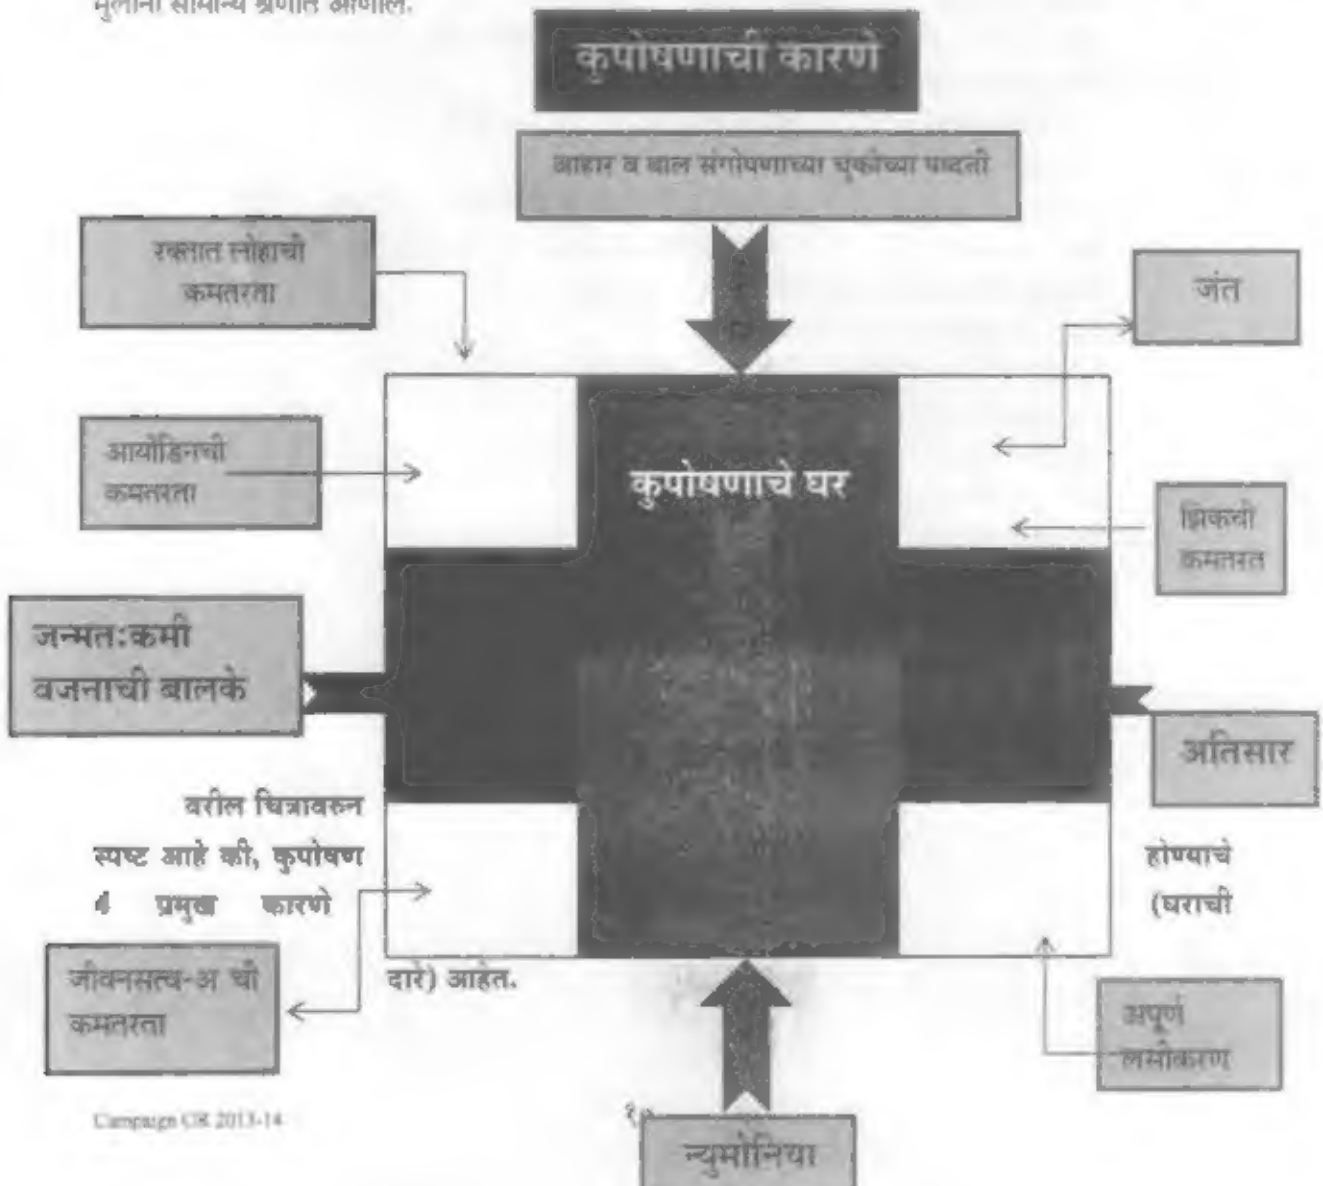 मुलांना सामान्य श्रेणीत आणील.
कुपोषणाची कारणे
आहार व बाल संगोपणाच्या चूकीच्या पध्दती
रक्तात लोहाची
कमतरता
जंत
आयोडिनची
कमतरता
कुपोषणाचे घर
झिंकची
कमतरत
जन्मत:कमी
वजनाची बालके
अतिसार
वरील चित्रावरुन
स्पष्ट आहे की, कुपोषण
होण्याचे
4 प्रमुख कारणे
(घराची
जीवनसत्व-अ ची
कमतरता
दारे) आहेत.
अपूर्ण
लसीकरण
Campaign GR 2013-14
न्युमोनिया